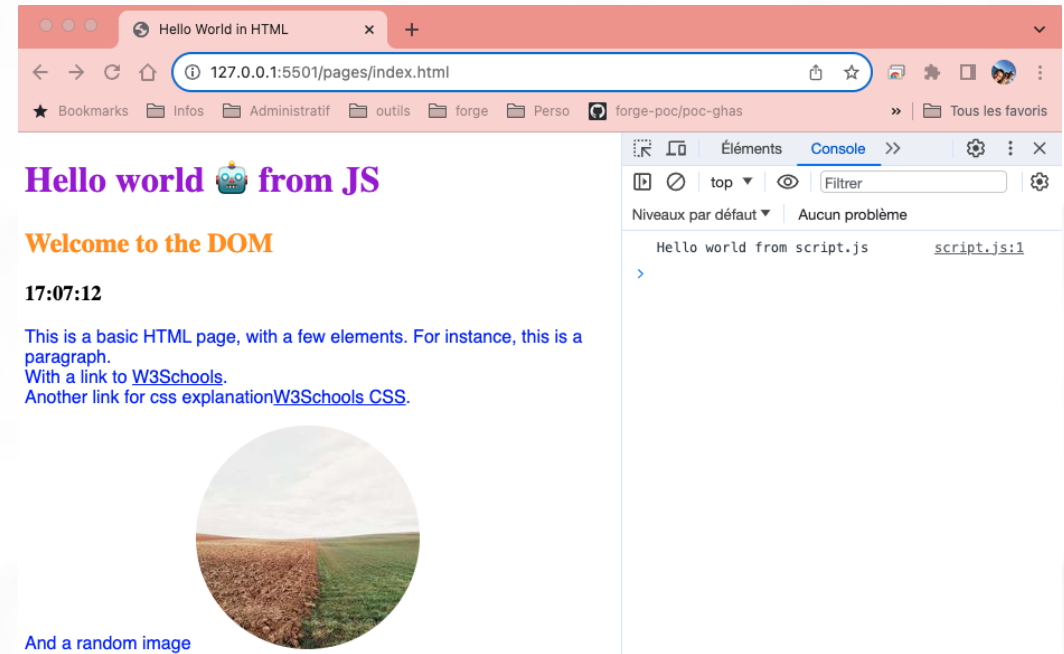 Hello World in HTML
127.0.0.1:5501/pages/index.html
Bookmarks Infos Administratif outils forge Perso forge-poc/poc-ghas » Tous les favoris
Hello world 🤖 from JS
Welcome to the DOM
17:07:12
This is a basic HTML page, with a few elements. For instance, this is a
paragraph.
With a link to W3Schools.
Another link for css explanationW3Schools CSS.
And a random image
Éléments Console
top Filtrer
Niveaux par défaut Aucun problème
Hello world from script.js script.js:1